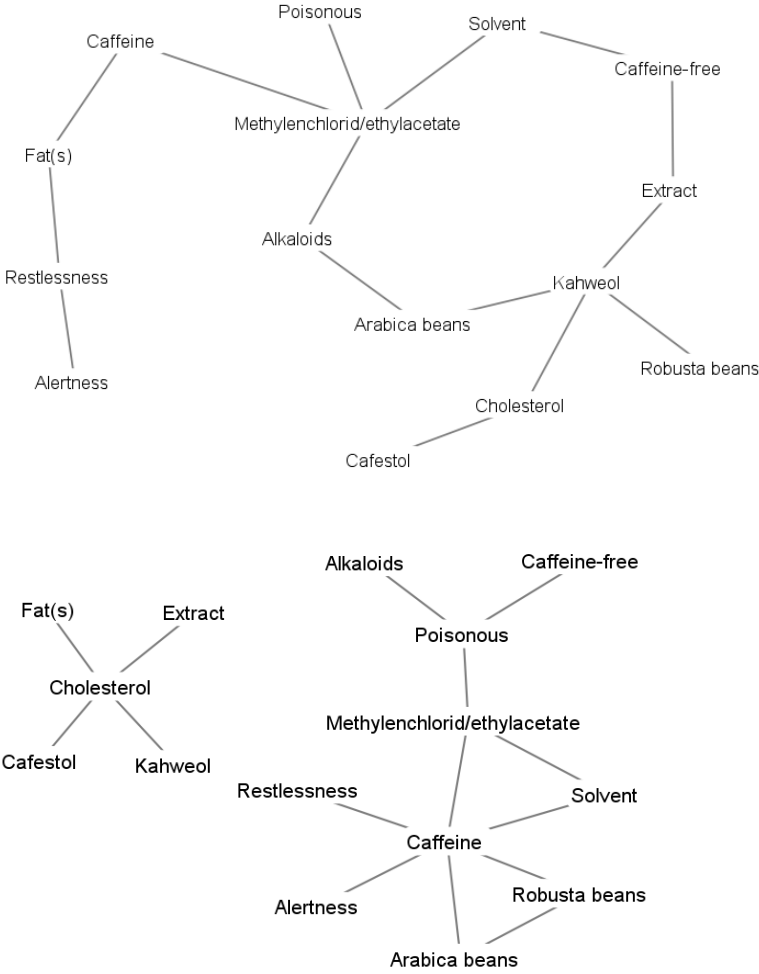 Poisonous
Solvent
Caffeine
Caffeine-free
Methylenchlorid/ethylacetate
Fat(s)
Extract
Alkaloids
Restlessness
Kahweol
Arabica beans
Robusta beans
Alertness
Cholesterol
Cafestol
Alkaloids
Caffeine-free
Fat(s)
Extract
Poisonous
Cholesterol
Methylenchlorid/ethylacetate
Cafestol
Kahweol
Restlessness
Solvent
Caffeine
Robusta beans
Alertness
Arabica beans